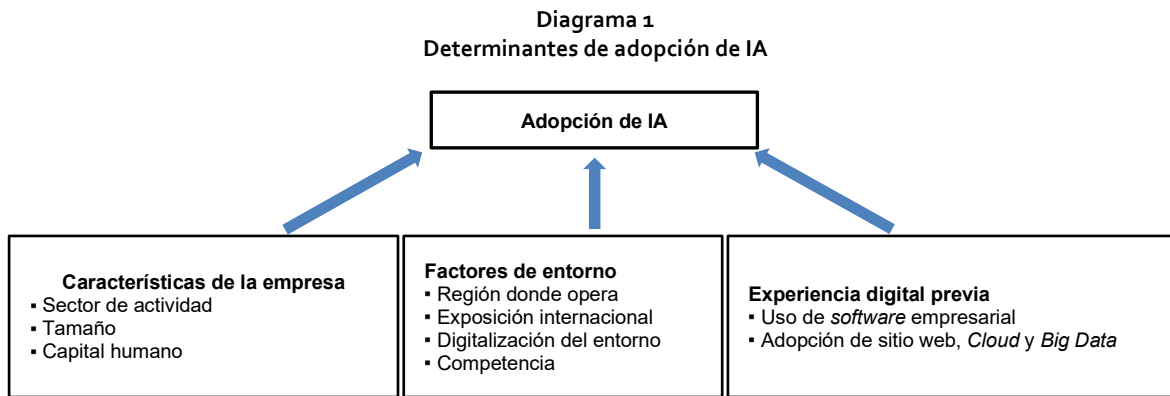 Diagrama 1
Determinantes de adopción de IA
Adopción de IA
Características de la empresa
▪ Sector de actividad
▪ Tamaño
▪ Capital humano
Factores de entorno
▪ Región donde opera
▪ Exposición internacional
▪ Digitalización del entorno
▪ Competencia
Experiencia digital previa
▪ Uso de software empresarial
▪ Adopción de sitio web, Cloud y Big Data